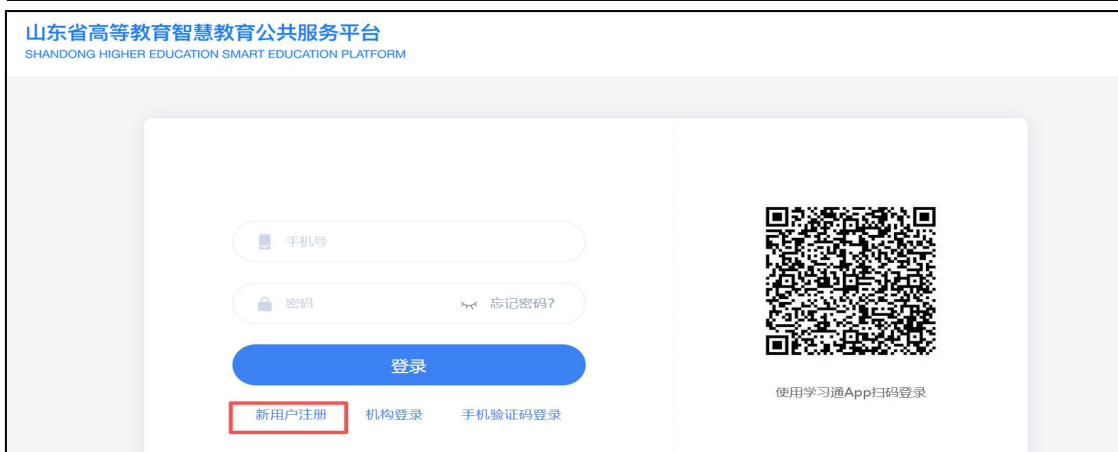 山东省高等教育智慧教育公共服务平台
SHANDONG HIGHER EDUCATION SMART EDUCATION PLATFORM
手机号
密码 忘记密码?
登录
新用户注册 机构登录 手机验证码登录
使用学习通App扫码登录